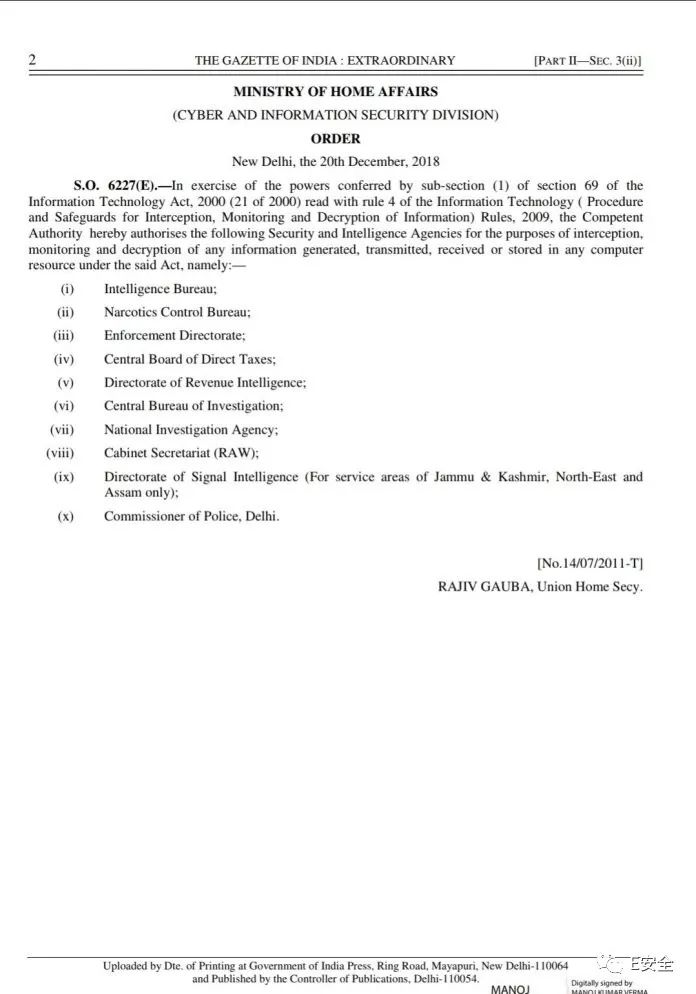 2
THE GAZETTE OF INDIA : EXTRAORDINARY
[PART II—SEC. 3(ii)]
MINISTRY OF HOME AFFAIRS
(CYBER AND INFORMATION SECURITY DIVISION)
ORDER
New Delhi, the 20th December, 2018
S.O. 6227(E).—In exercise of the powers conferred by sub-section (1) of section 69 of the
Information Technology Act, 2000 (21 of 2000) read with rule 4 of the Information Technology ( Procedure
and Safeguards for Interception, Monitoring and Decryption of Information) Rules, 2009, the Competent
Authority hereby authorises the following Security and Intelligence Agencies for the purposes of interception,
monitoring and decryption of any information generated, transmitted, received or stored in any computer
resource under the said Act, namely:—
(i) Intelligence Bureau;
(ii) Narcotics Control Bureau;
(iii) Enforcement Directorate;
(iv) Central Board of Direct Taxes;
(v) Directorate of Revenue Intelligence;
(vi) Central Bureau of Investigation;
(vii) National Investigation Agency;
(viii) Cabinet Secretariat (RAW);
(ix) Directorate of Signal Intelligence (For service areas of Jammu & Kashmir, North-East and
Assam only);
(x) Commissioner of Police, Delhi.
[No.14/07/2011-T]
RAJIV GAUBA, Union Home Secy.
Uploaded by Dte. of Printing at Government of India Press, Ring Road, Mayapuri, New Delhi-110064
and Published by the Controller of Publications, Delhi-110054.
E安全
MANOJ
Digitally signed by
MANOJ KUMAR VERMA